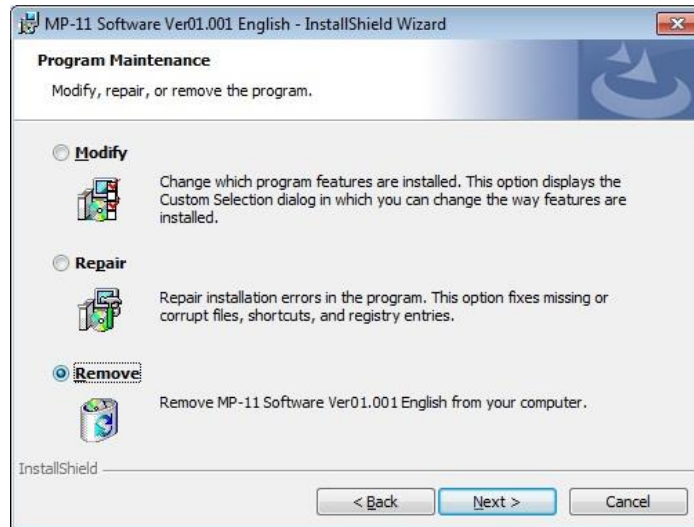 MP-11 Software Ver01.001 English - InstallShield Wizard
Program Maintenance
Modify, repair, or remove the program.
Modify
Change which program features are installed. This option displays the
Custom Selection dialog in which you can change the way features are
installed.
Repair
Repair installation errors in the program. This option fixes missing or
corrupt files, shortcuts, and registry entries.
Remove
Remove MP-11 Software Ver01.001 English from your computer.
InstallShield
< Back Next > Cancel